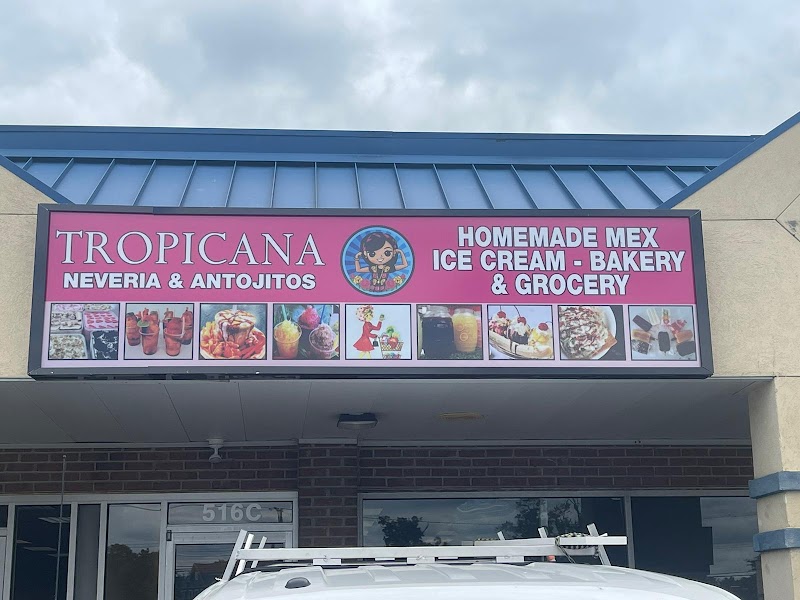 TROPICANA
NEVERIA & ANTOJITOS
HOMEMADE MEX
ICE CREAM - BAKERY
& GROCERY
516C